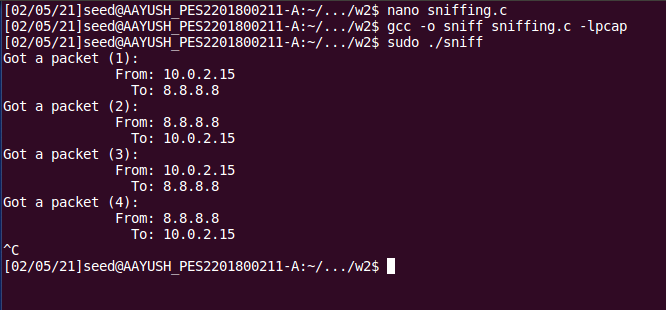 [02/05/21]seed@AAYUSH_PES2201800211-A:~/.../w2$ nano sniffing.c
[02/05/21]seed@AAYUSH_PES2201800211-A:~/.../w2$ gcc -o sniff sniffing.c -lpcap
[02/05/21]seed@AAYUSH_PES2201800211-A:~/.../w2$ sudo ./sniff
Got a packet (1):
From: 10.0.2.15
To: 8.8.8.8
Got a packet (2):
From: 8.8.8.8
To: 10.0.2.15
Got a packet (3):
From: 10.0.2.15
To: 8.8.8.8
Got a packet (4):
From: 8.8.8.8
To: 10.0.2.15
^C
[02/05/21]seed@AAYUSH_PES2201800211-A:~/.../w2$